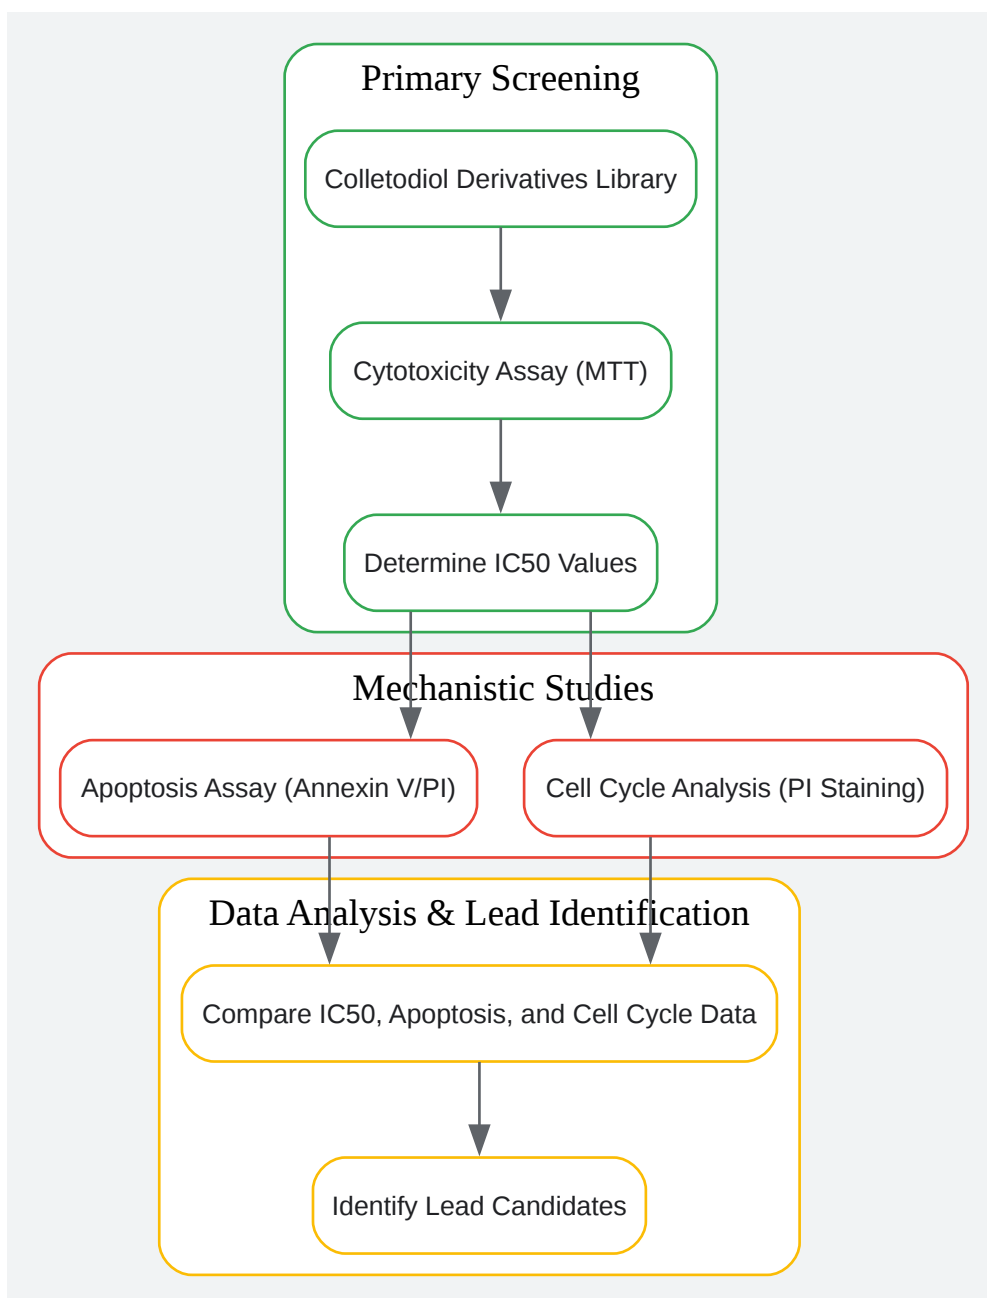 Primary Screening
Colletodiol Derivatives Library
Cytotoxicity Assay (MTT)
Determine IC50 Values
Mechanistic Studies
Apoptosis Assay (Annexin V/PI)
Cell Cycle Analysis (PI Staining)
Data Analysis & Lead Identification
Compare IC50, Apoptosis, and Cell Cycle Data
Identify Lead Candidates